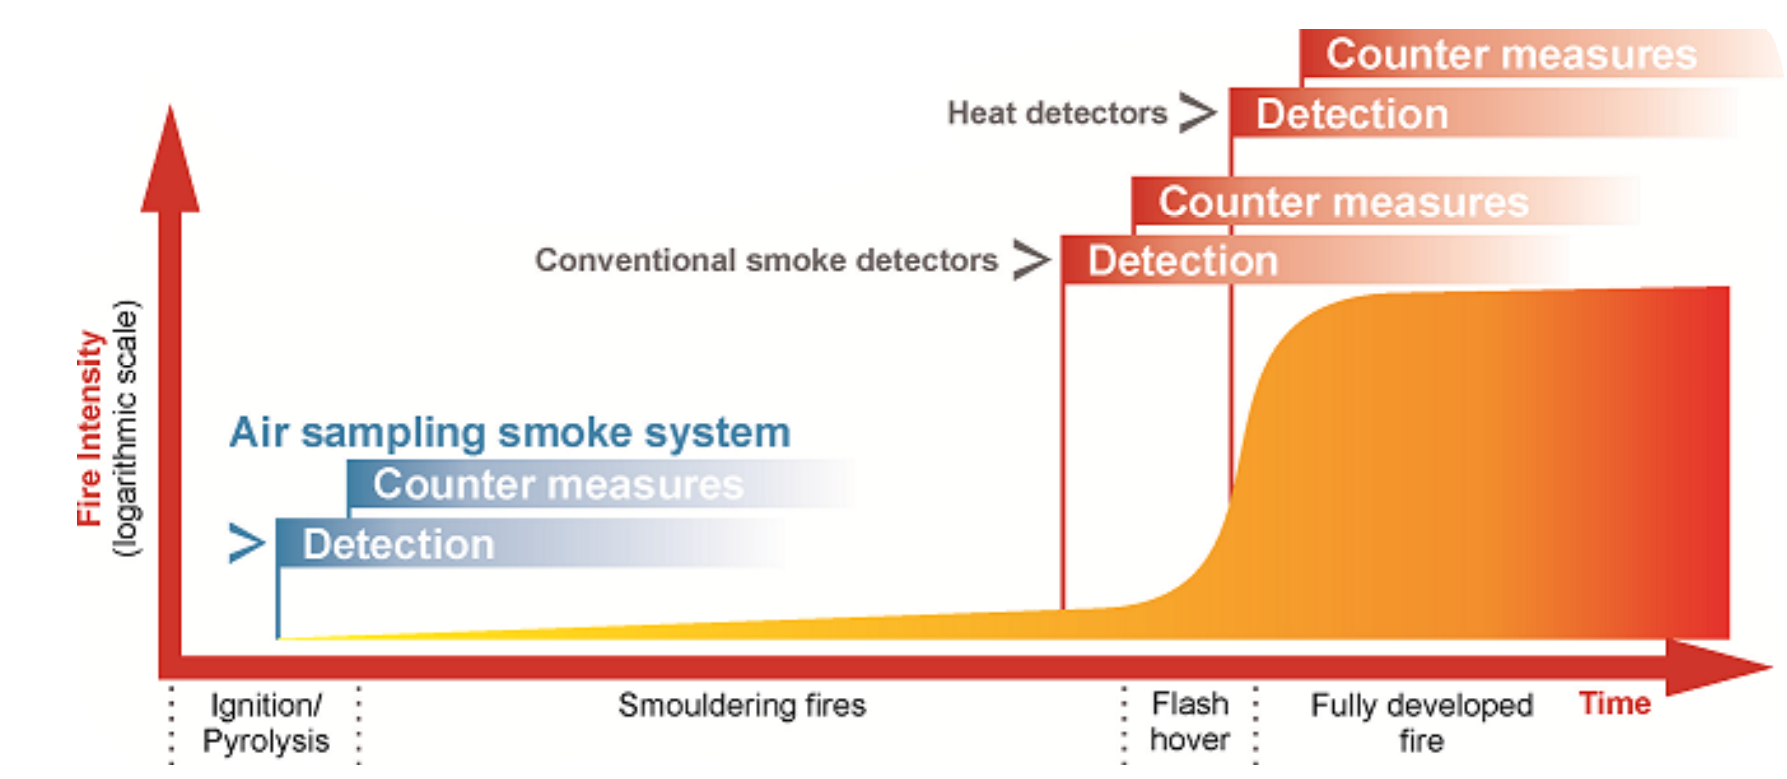 Counter measures
Heat detectors > Detection
Counter measures
Conventional smoke detectors > Detection
Fire Intensity
(logarithmic scale)
Air sampling smoke system
Counter measures
> Detection
Ignition/
Pyrolysis
Smouldering fires
Flash
hover
Fully developed
fire
Time